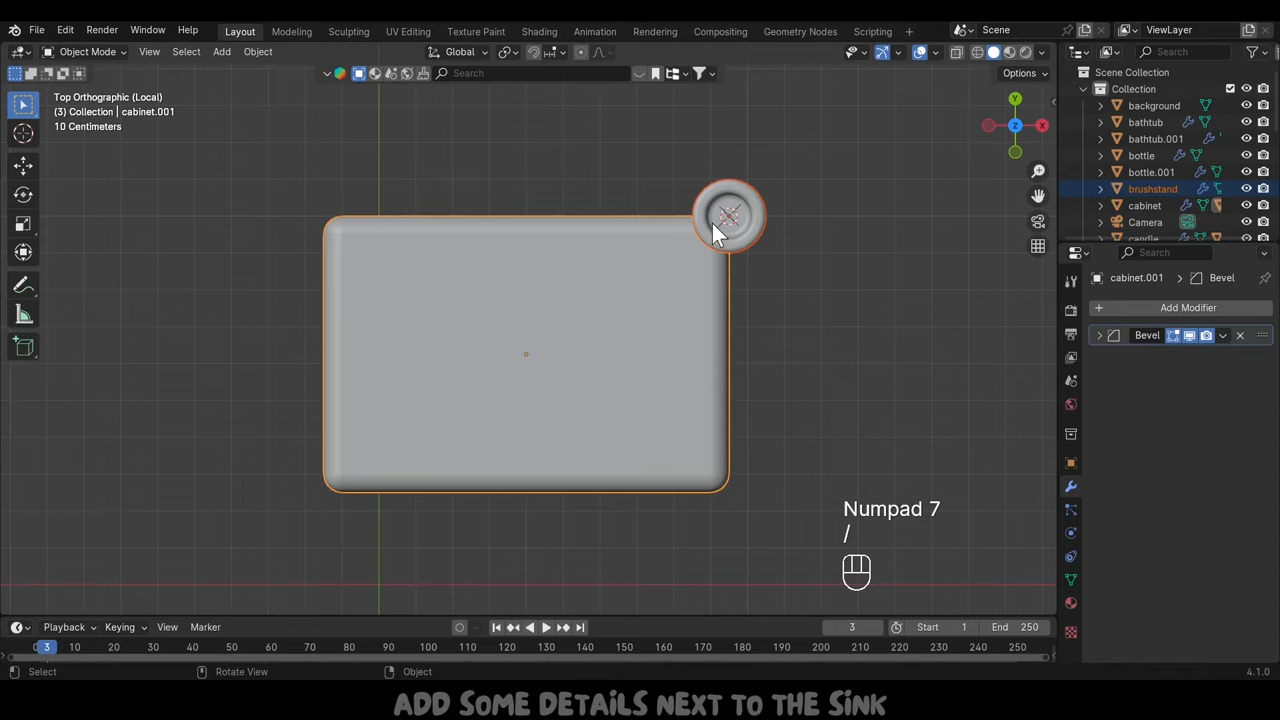 File Edit Render Window Help Layout Modeling Sculpting UV Editing Texture Paint Shading Animation Rendering Compositing Geometry Nodes Scripting + Scene ViewLayer
Object Mode View Select Add Object Global Search
Search Options
Top Orthographic (Local)
(3) Collection | cabinet.001
10 Centimeters
Y
Z X
Scene Collection
Collection
background
bathtub
bathtub.001
bottle
bottle.001
brushstand
cabinet
Camera
candle
Search
cabinet.001 > Bevel
+ Add Modifier
Bevel
Numpad 7
/
Playback Keying View Marker 3 Start 1 End 250
0 3 10 20 30 40 50 60 70 80 90 100 110 120 130 140 150 160 170 180 190 200 210 220 230 240 250
Select Rotate View Object 4.1.0
ADD SOME DETAILS NEXT TO THE SINK